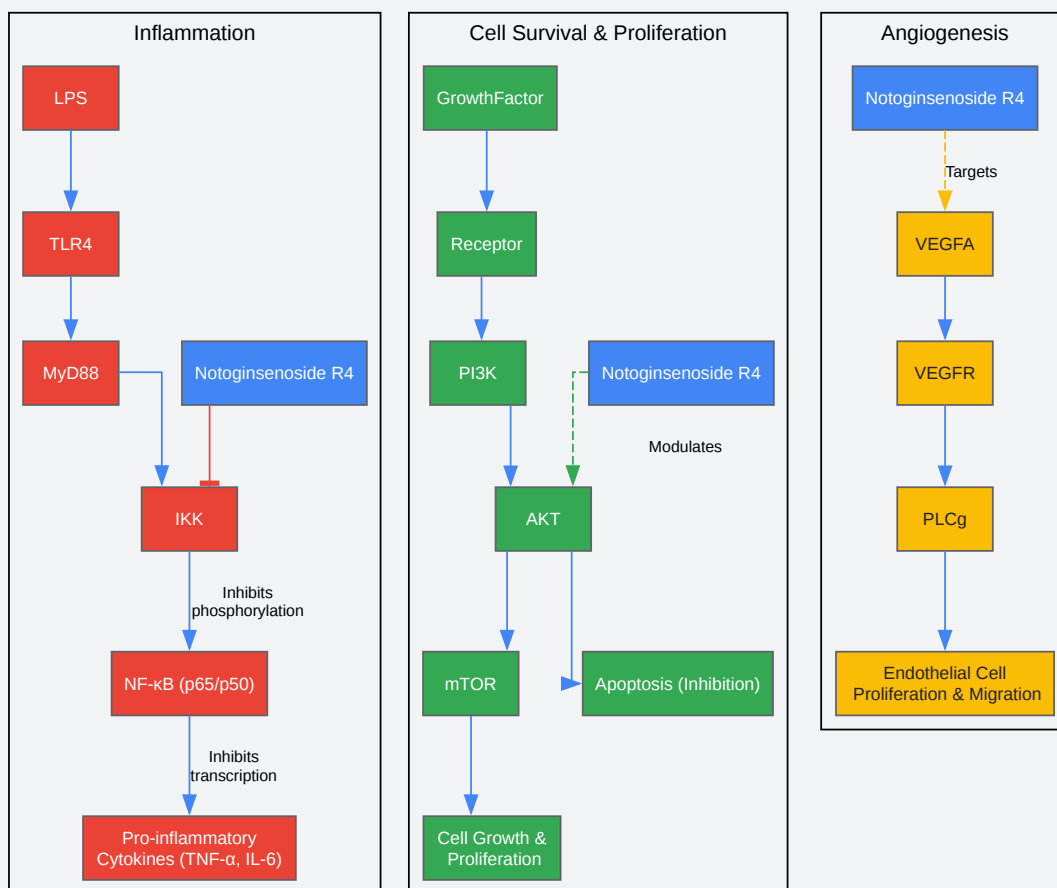 Inflammation
LPS
TLR4
MyD88
Notoginsenoside R4
IKK
Inhibits
phosphorylation
NF-κB (p65/p50)
Inhibits
transcription
Pro-inflammatory
Cytokines (TNF-α, IL-6)
Cell Survival & Proliferation
GrowthFactor
Receptor
PI3K
Notoginsenoside R4
Modulates
AKT
mTOR
Apoptosis (Inhibition)
Cell Growth &
Proliferation
Angiogenesis
Notoginsenoside R4
Targets
VEGFA
VEGFR
PLCg
Endothelial Cell
Proliferation & Migration